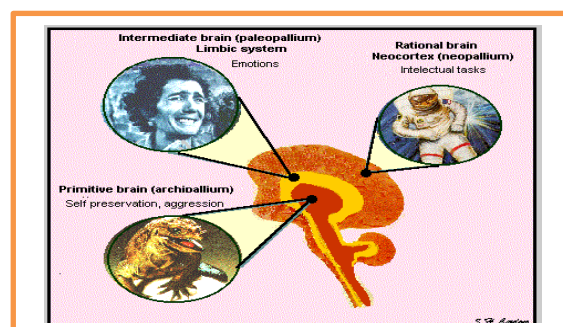 Intermediate brain (paleopallium)
Limbic system
Emotions
Rational brain
Neocortex (neopallium)
Intelectual tasks
Primitive brain (archipallium)
Self preservation, aggression